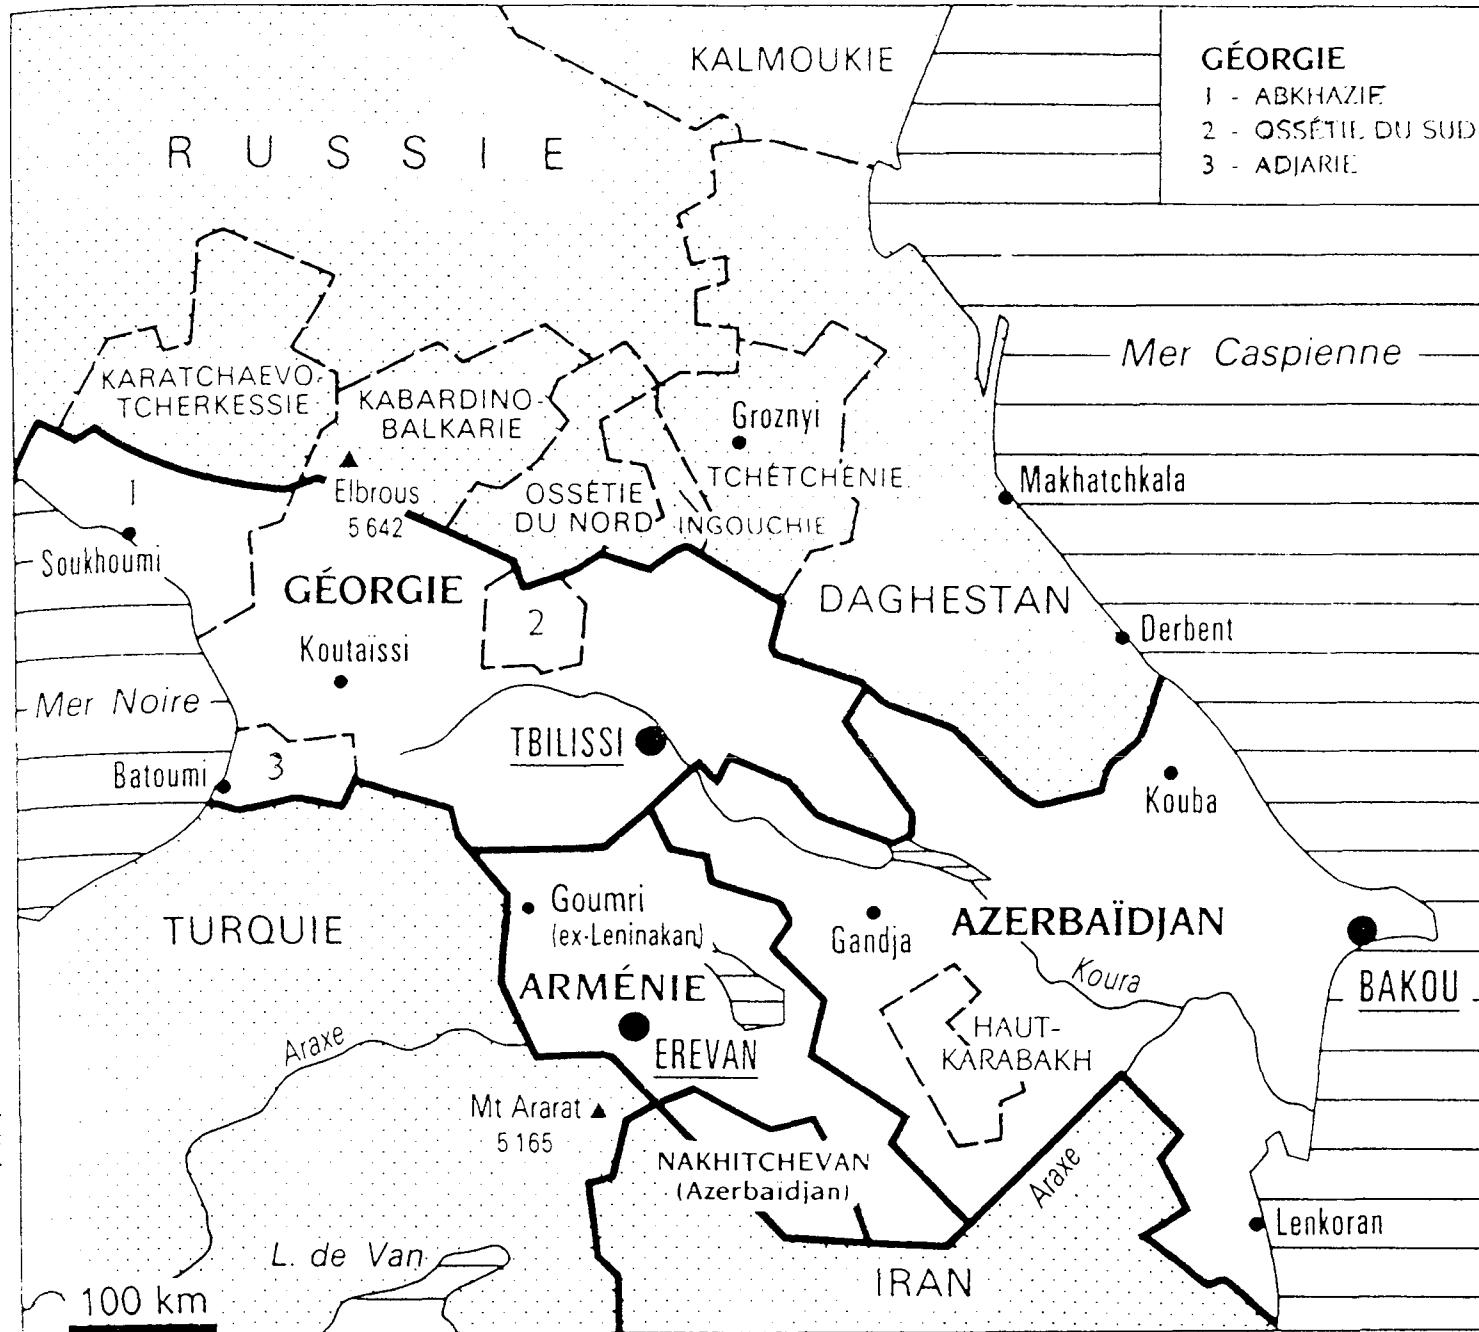 KALMOUKIE
GÉORGIE
1 - ABKHAZIE
2 - OSSÉTIE DU SUD
3 - ADJARIE
RUSSIE
Mer Caspienne
KARATCHAEVO-
TCHERKESSIE
KABARDINO-
BALKARIE
Groznyi
TCHÉTCHÉNIE
Makhatchkala
Elbrous
5 642
OSSÉTIE
DU NORD
INGOUCHIE
1
Soukhoumi
GÉORGIE
2
DAGHESTAN
Derbent
Koutaïssi
Mer Noire
TBILISSI
Batoumi
3
Kouba
TURQUIE
Goumri
(ex-Leninakan)
Gandja
AZERBAÏDJAN
Koura
BAKOU
ARMÉNIE
EREVAN
Araxe
HAUT-
KARABAKH
Mt Ararat
5 165
NAKHITCHEVAN
(Azerbaïdjan)
Araxe
Lenkoran
L. de Van
IRAN
100 km